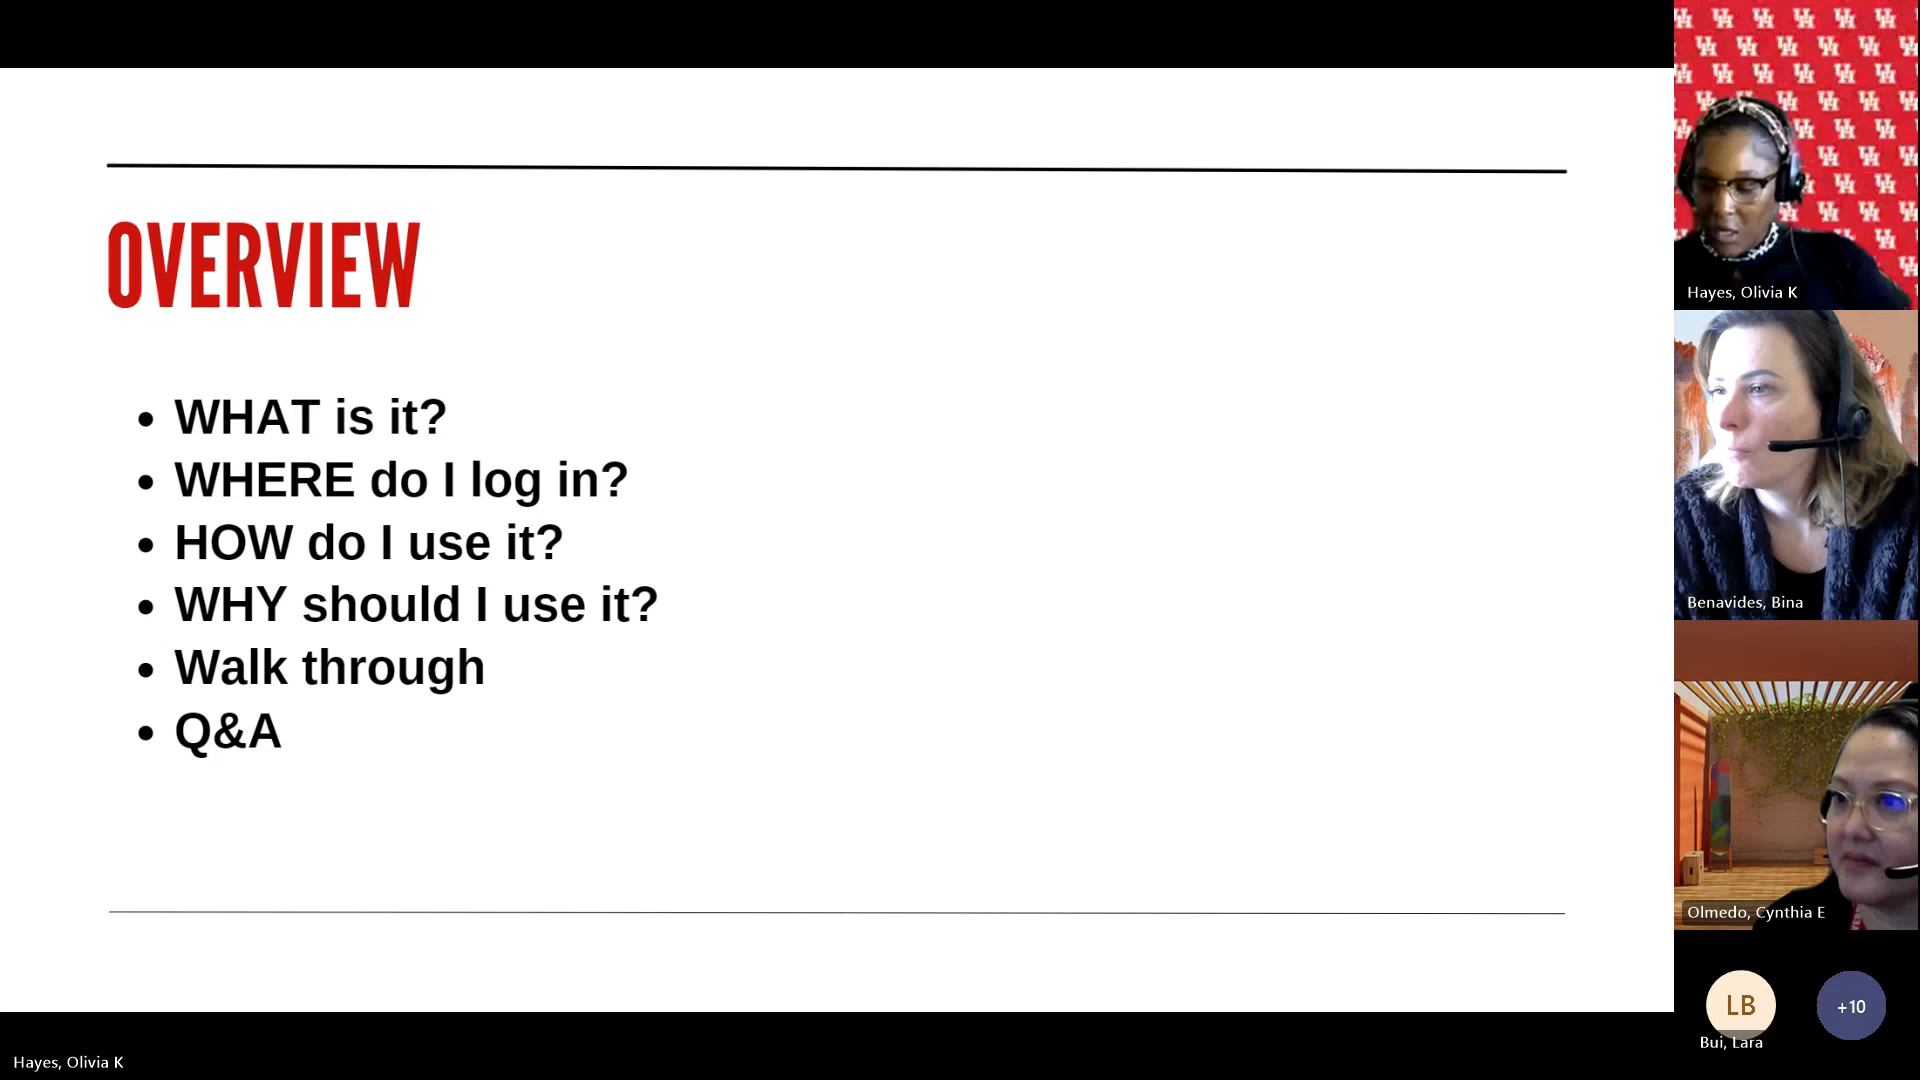 OVERVIEW
• WHAT is it?
• WHERE do I log in?
• HOW do I use it?
• WHY should I use it?
• Walk through
• Q&A
Hayes, Olivia K
Benavides, Bina
Olmedo, Cynthia E
LB
+10
Bui, Lara
Hayes, Olivia K